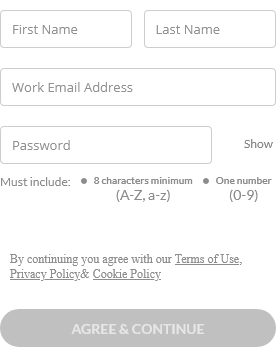 First Name
Last Name
Work Email Address
Password
Show
Must include: • 8 characters minimum • One number
(A-Z, a-z) (0-9)
By continuing you agree with our Terms of Use,
Privacy Policy& Cookie Policy
AGREE & CONTINUE